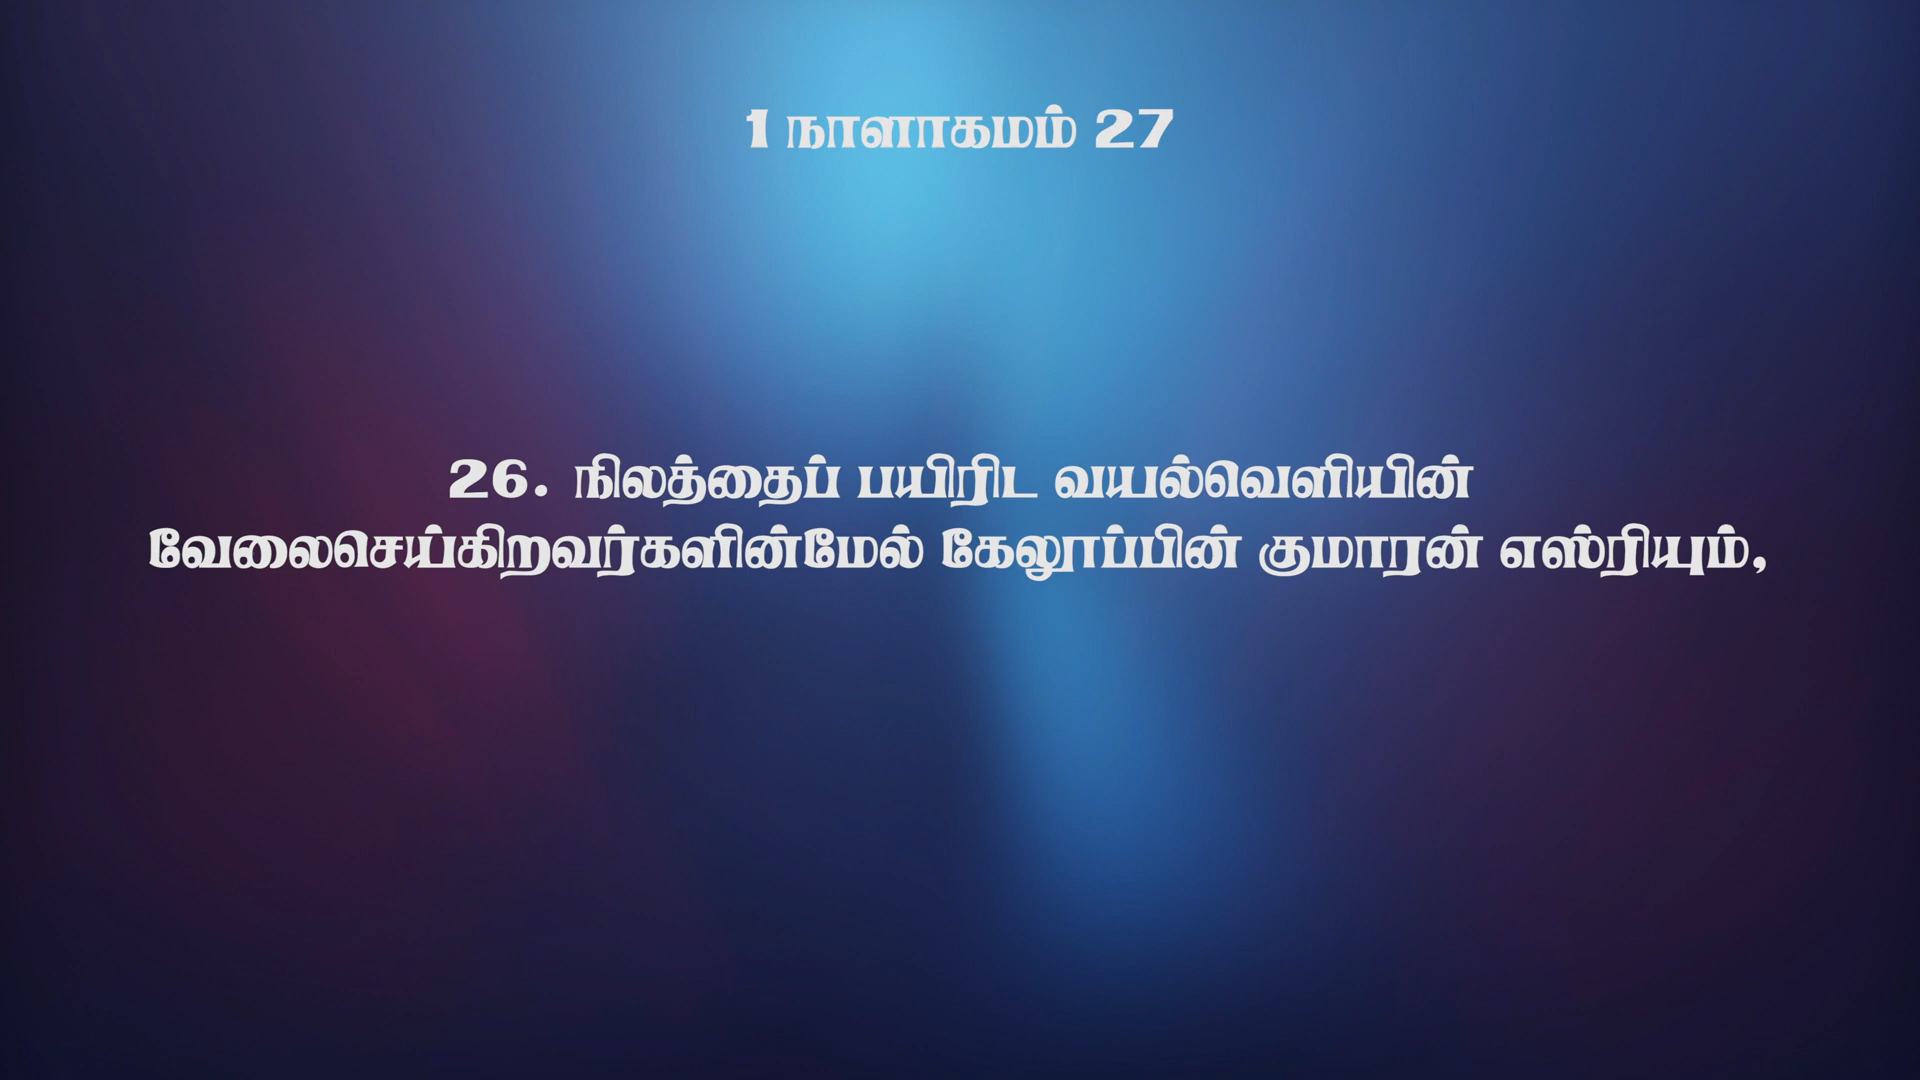 1 நாளாகமம் 27
26. நிலத்தைப் பயிரிட வயல்வெளியின்
வேலைசெய்கிறவர்களின்மேல் கேலூப்பின் குமாரன் எஸ்ரியும்,